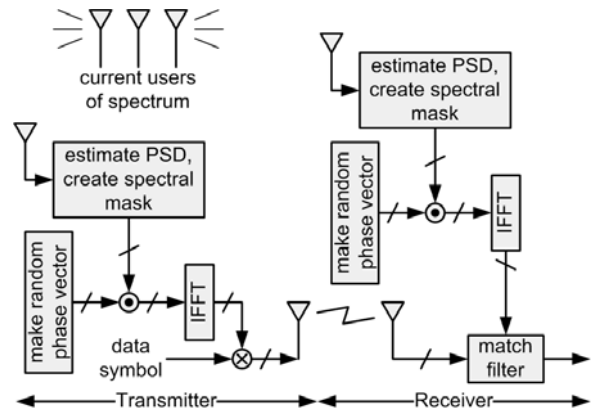 current users
of spectrum
estimate PSD,
create spectral
mask
make random
phase vector
IFFT
data
symbol
Transmitter
estimate PSD,
create spectral
mask
make random
phase vector
IFFT
match
filter
Receiver